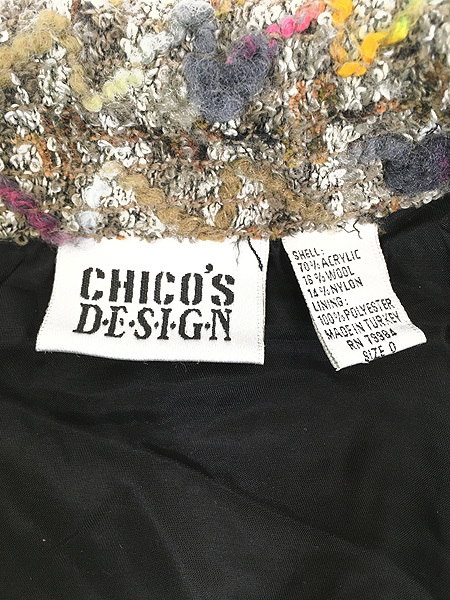 CHICO'S
D·E·S·I·G·N
SHELL:
70% ACRYLIC
16% WOOL
14% NYLON
LINING:
100% POLYESTER
MADE IN TURKEY
RN 79984
SIZE 0